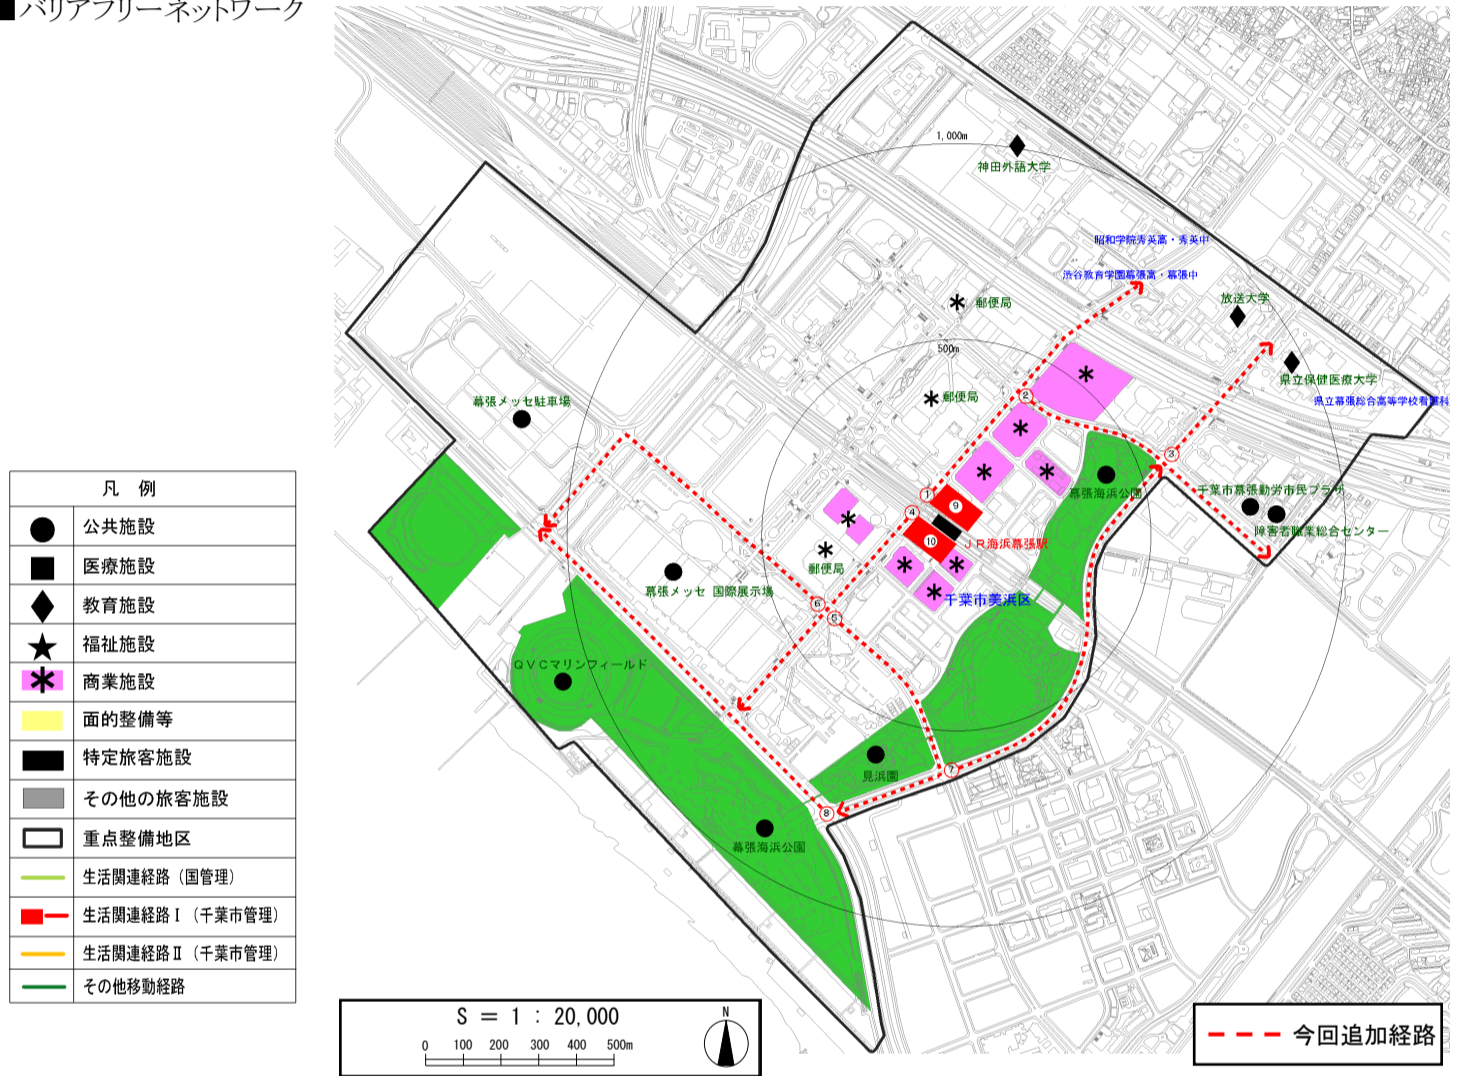 ■バリアフリーネットワーク
1,000m
神田外語大学
昭和学院秀英高・秀英中
渋谷教育学園幕張高・幕張中
放送大学
郵便局
500m
県立保健医療大学
郵便局
県立幕張総合高等学校看護科
幕張メッセ駐車場
②
③
幕張海浜公園
千葉市幕張勤労市民プラザ
障害者職業総合センター
①
⑨
④
⑩
JR海浜幕張駅
郵便局
幕張メッセ 国際展示場
千葉市美浜区
⑥
⑤
QVCマリンフィールド
見浜園
⑦
⑧
幕張海浜公園
凡 例
公共施設
医療施設
教育施設
福祉施設
商業施設
面的整備等
特定旅客施設
その他の旅客施設
重点整備地区
生活関連経路（国管理）
生活関連経路Ⅰ（千葉市管理）
生活関連経路Ⅱ（千葉市管理）
その他移動経路
S = 1 : 20,000
0 100 200 300 400 500m
N
今回追加経路